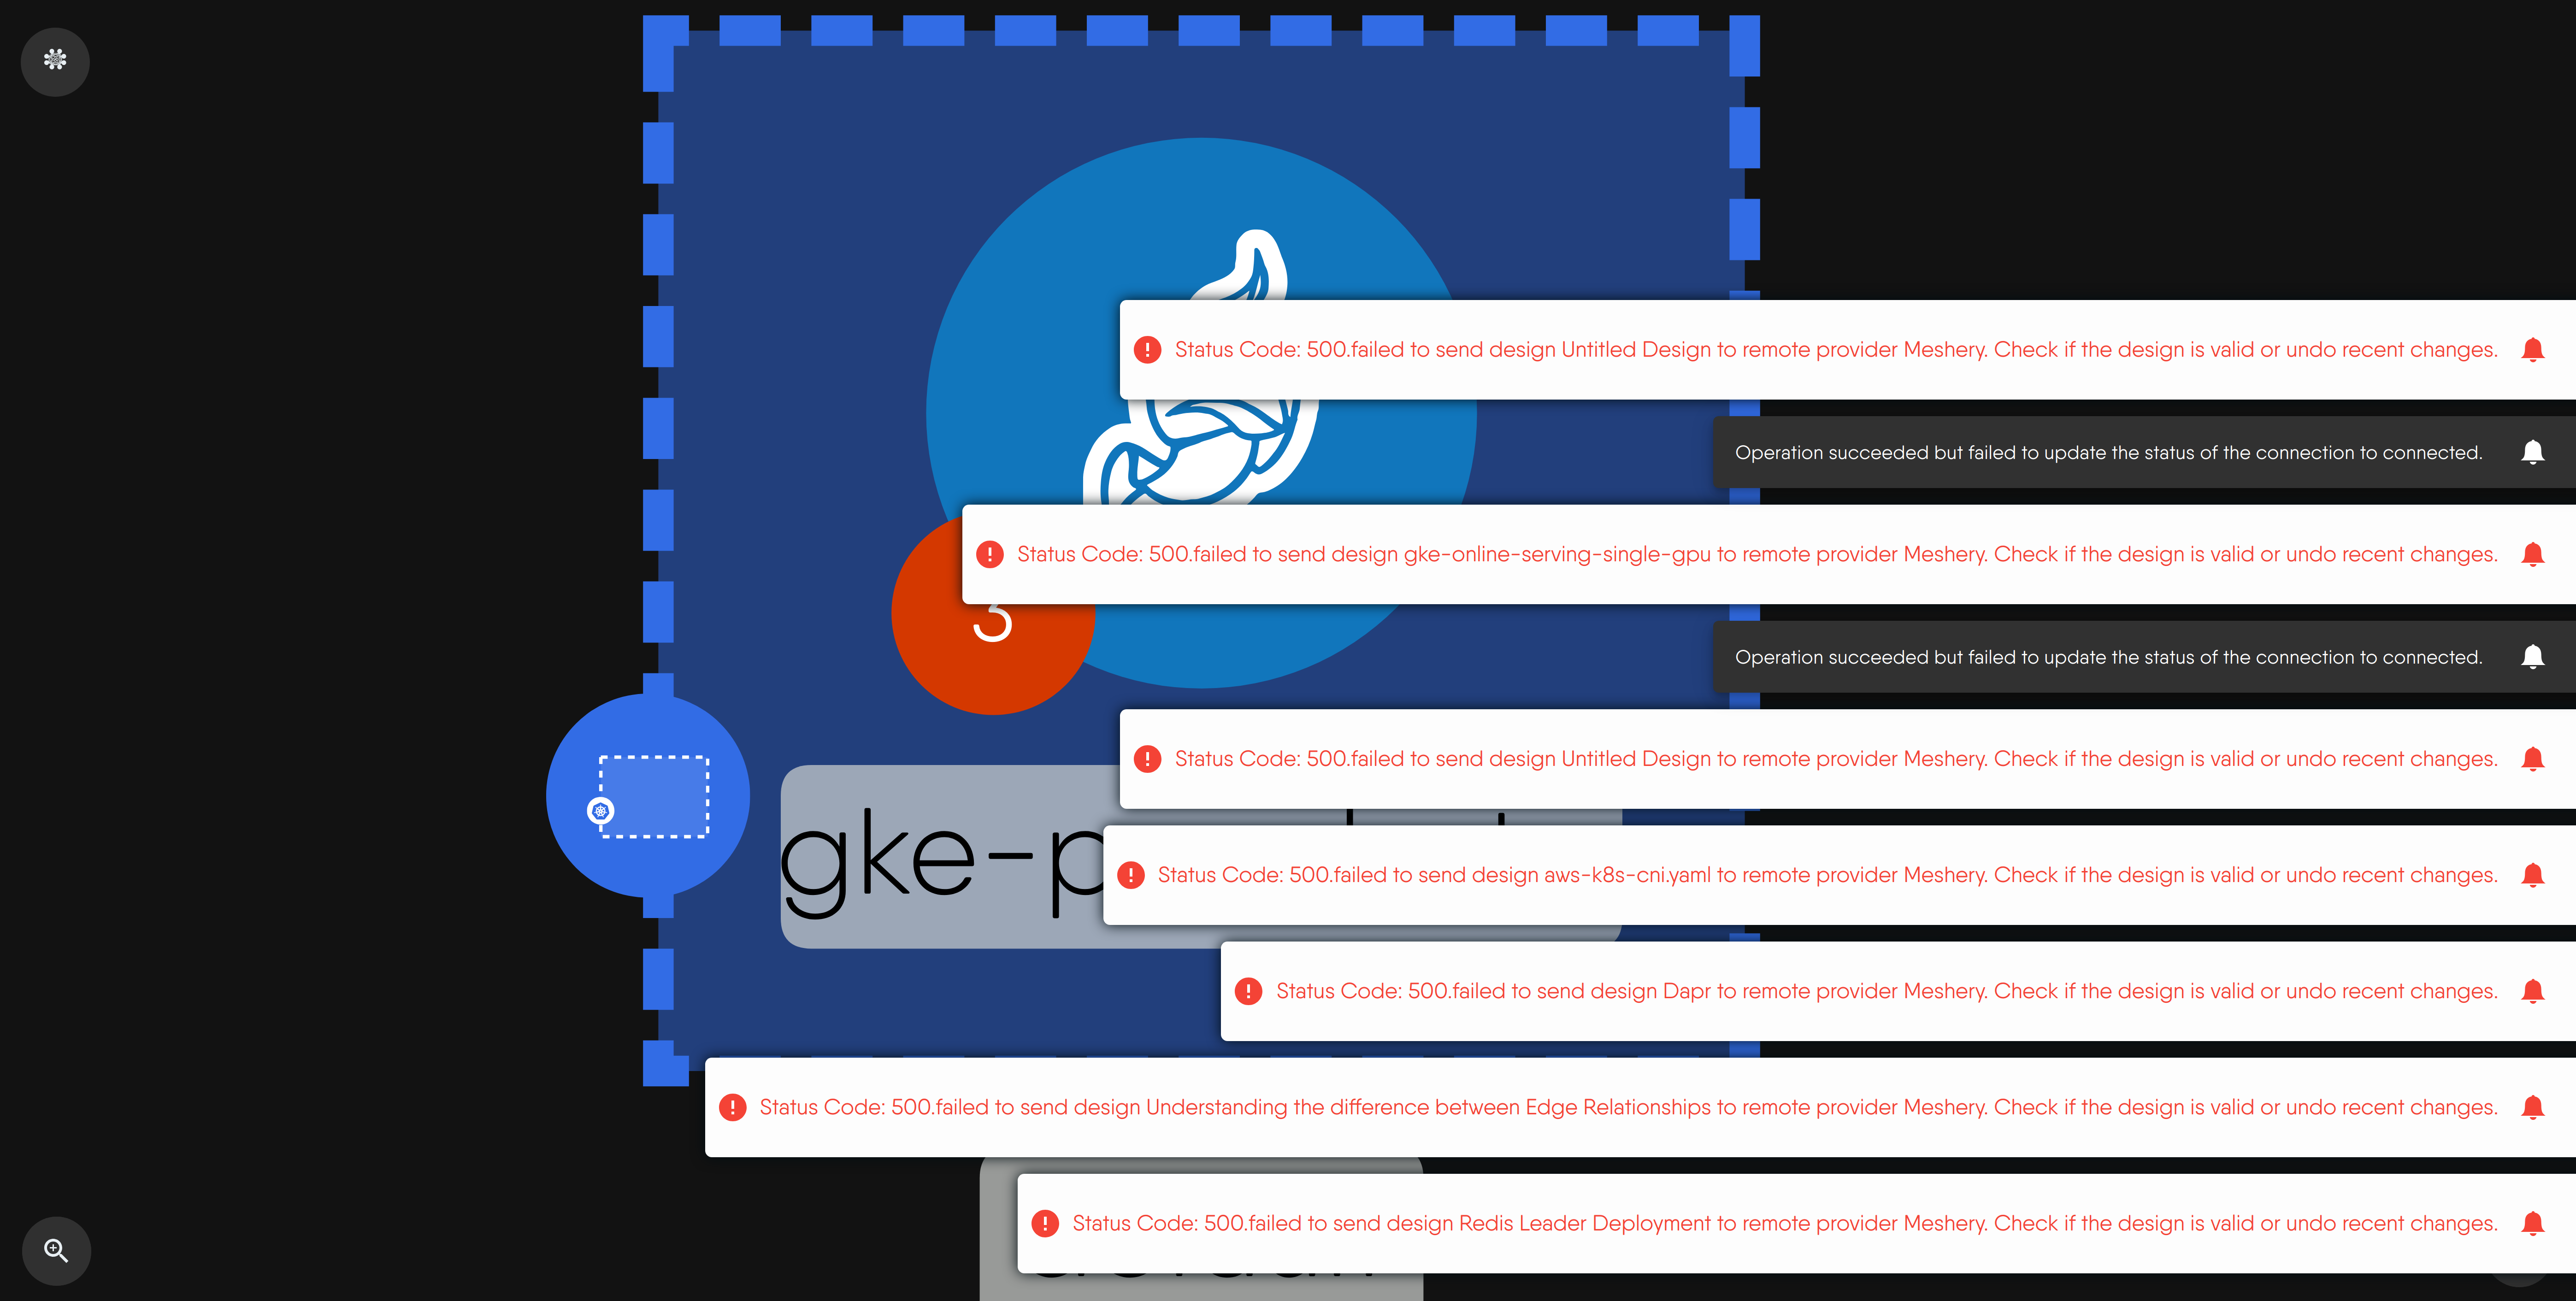 Status Code: 500.failed to send design Untitled Design to remote provider Meshery. Check if the design is valid or undo recent changes.
Operation succeeded but failed to update the status of the connection to connected.
Status Code: 500.failed to send design gke-online-serving-single-gpu to remote provider Meshery. Check if the design is valid or undo recent changes.
3
Operation succeeded but failed to update the status of the connection to connected.
Status Code: 500.failed to send design Untitled Design to remote provider Meshery. Check if the design is valid or undo recent changes.
gke-p
Status Code: 500.failed to send design aws-k8s-cni.yaml to remote provider Meshery. Check if the design is valid or undo recent changes.
Status Code: 500.failed to send design Dapr to remote provider Meshery. Check if the design is valid or undo recent changes.
Status Code: 500.failed to send design Understanding the difference between Edge Relationships to remote provider Meshery. Check if the design is valid or undo recent changes.
Status Code: 500.failed to send design Redis Leader Deployment to remote provider Meshery. Check if the design is valid or undo recent changes.